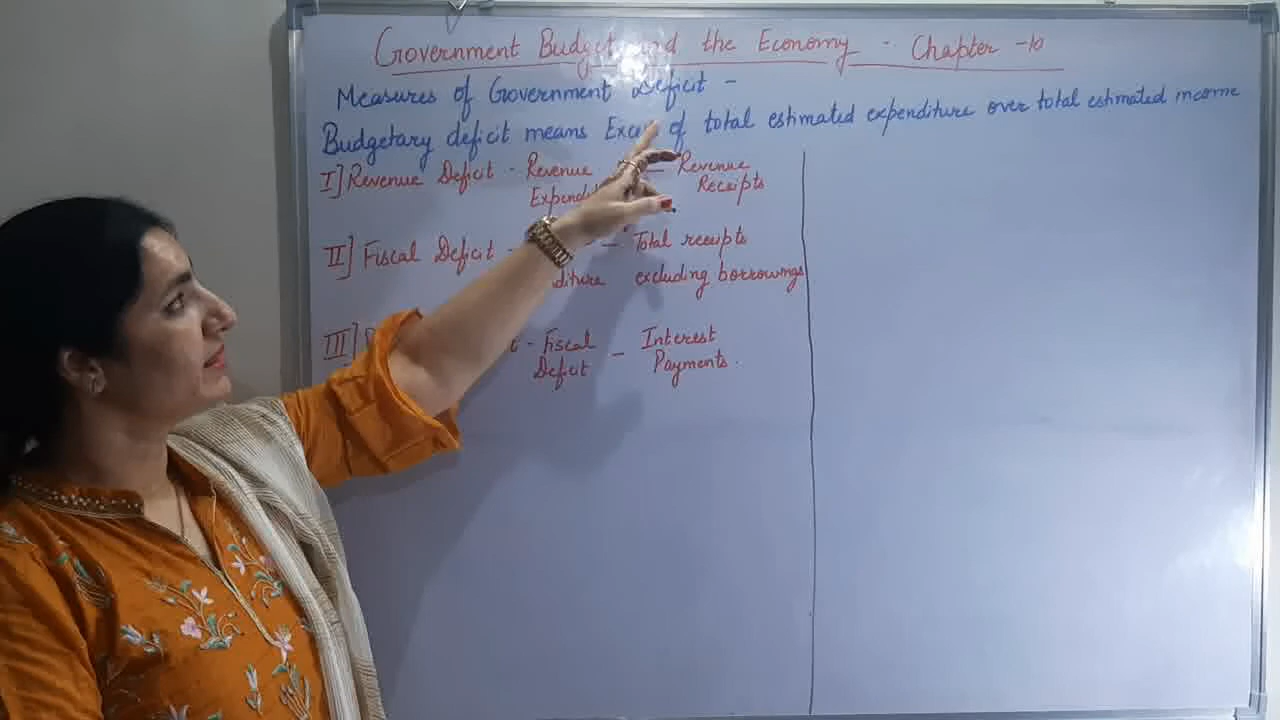 Government Budget and the Economy - Chapter -10
Measures of Government Deficit -
Budgetary deficit means Excess of total estimated expenditure over total estimated income
I] Revenue Deficit - Revenue — Revenue
Receipts
II] Fiscal Deficit - — Total receipts
diture excluding borrowings
III] - Fiscal — Interest
Deficit Payments.